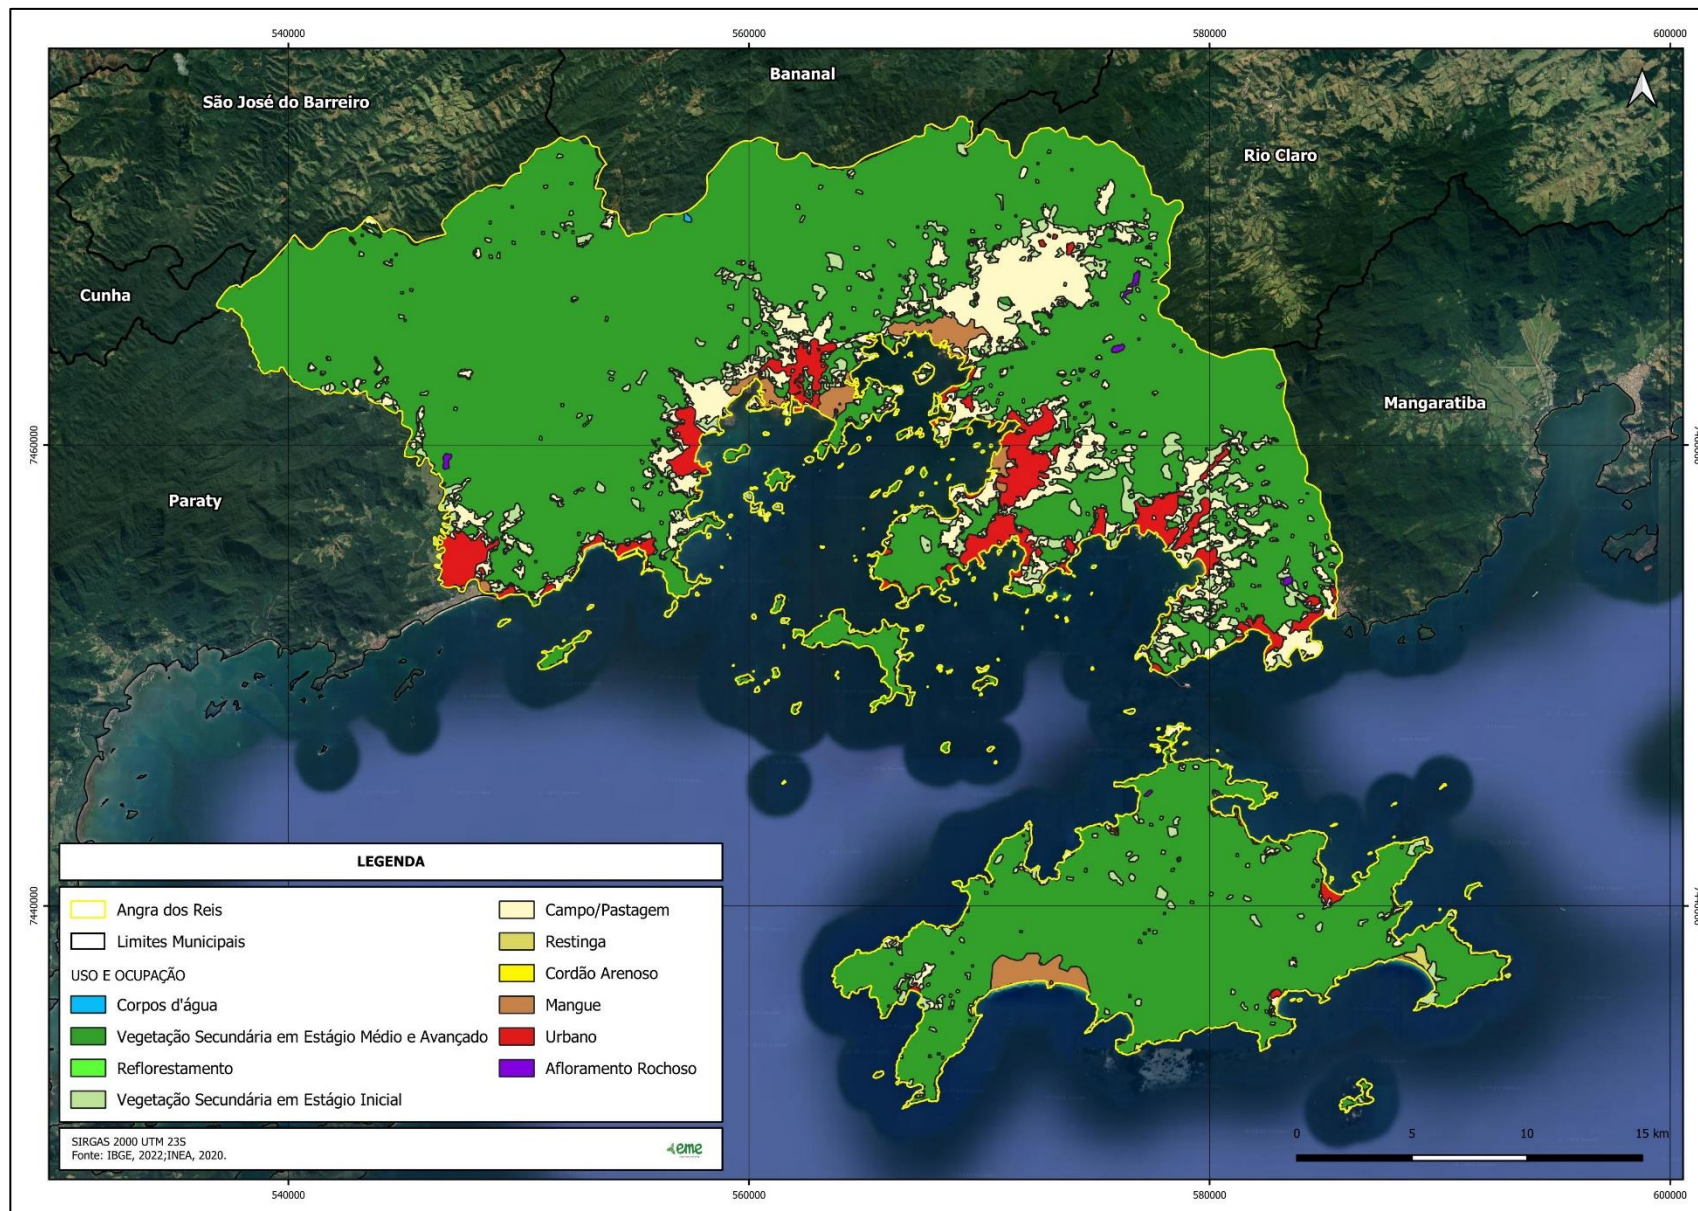 540000
560000
580000
600000
Bananal
São José do Barreiro
Rio Claro
Cunha
Mangaratiba
7460000
7460000
Paraty
LEGENDA
Angra dos Reis
Limites Municipais
USO E OCUPAÇÃO
Corpos d'água
Vegetação Secundária em Estágio Médio e Avançado
Reflorestamento
Vegetação Secundária em Estágio Inicial
Campo/Pastagem
Restinga
Cordão Arenoso
Mangue
Urbano
Afloramento Rochoso
7440000
7440000
SIRGAS 2000 UTM 23S
Fonte: IBGE, 2022;INEA, 2020.
eme
0 5 10 15 km
540000
560000
580000
600000